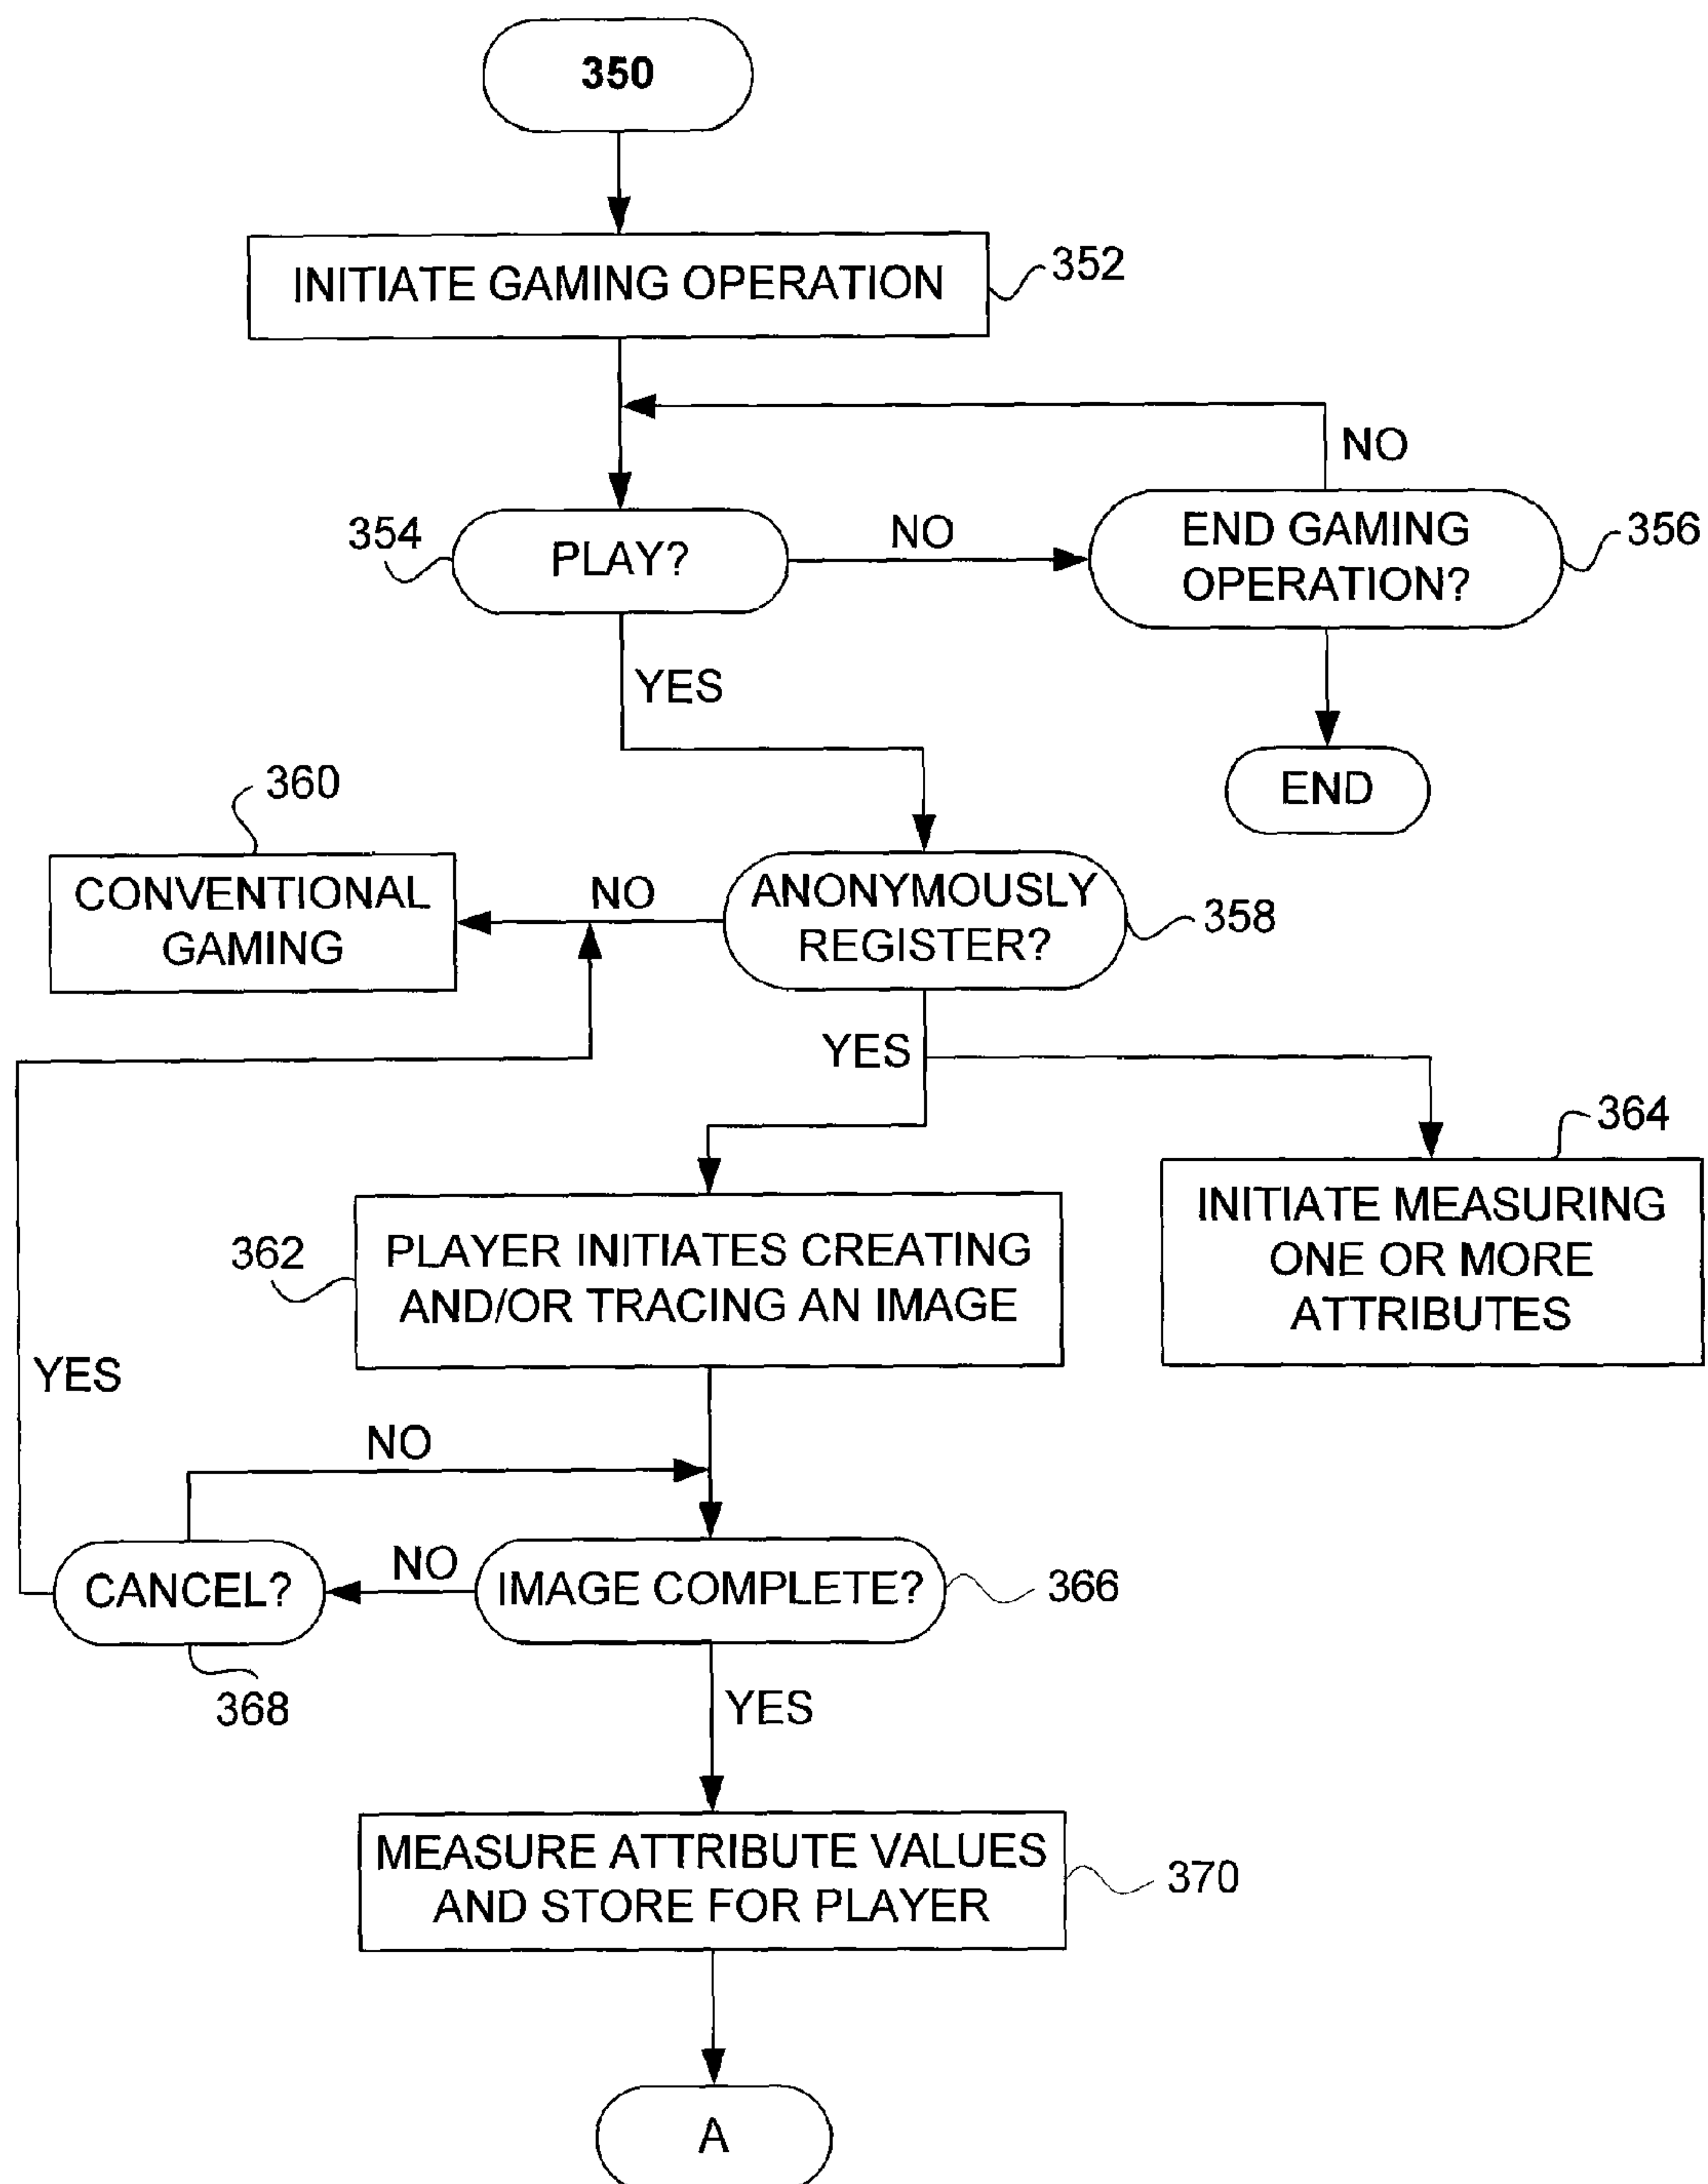 350
INITIATE GAMING OPERATION
352
NO
354
PLAY?
NO
END GAMING
OPERATION?
356
YES
END
360
CONVENTIONAL
GAMING
NO
ANONYMOUSLY
REGISTER?
358
YES
364
362
PLAYER INITIATES CREATING
AND/OR TRACING AN IMAGE
INITIATE MEASURING
ONE OR MORE
ATTRIBUTES
YES
NO
CANCEL?
NO
IMAGE COMPLETE?
366
368
YES
MEASURE ATTRIBUTE VALUES
AND STORE FOR PLAYER
370
A